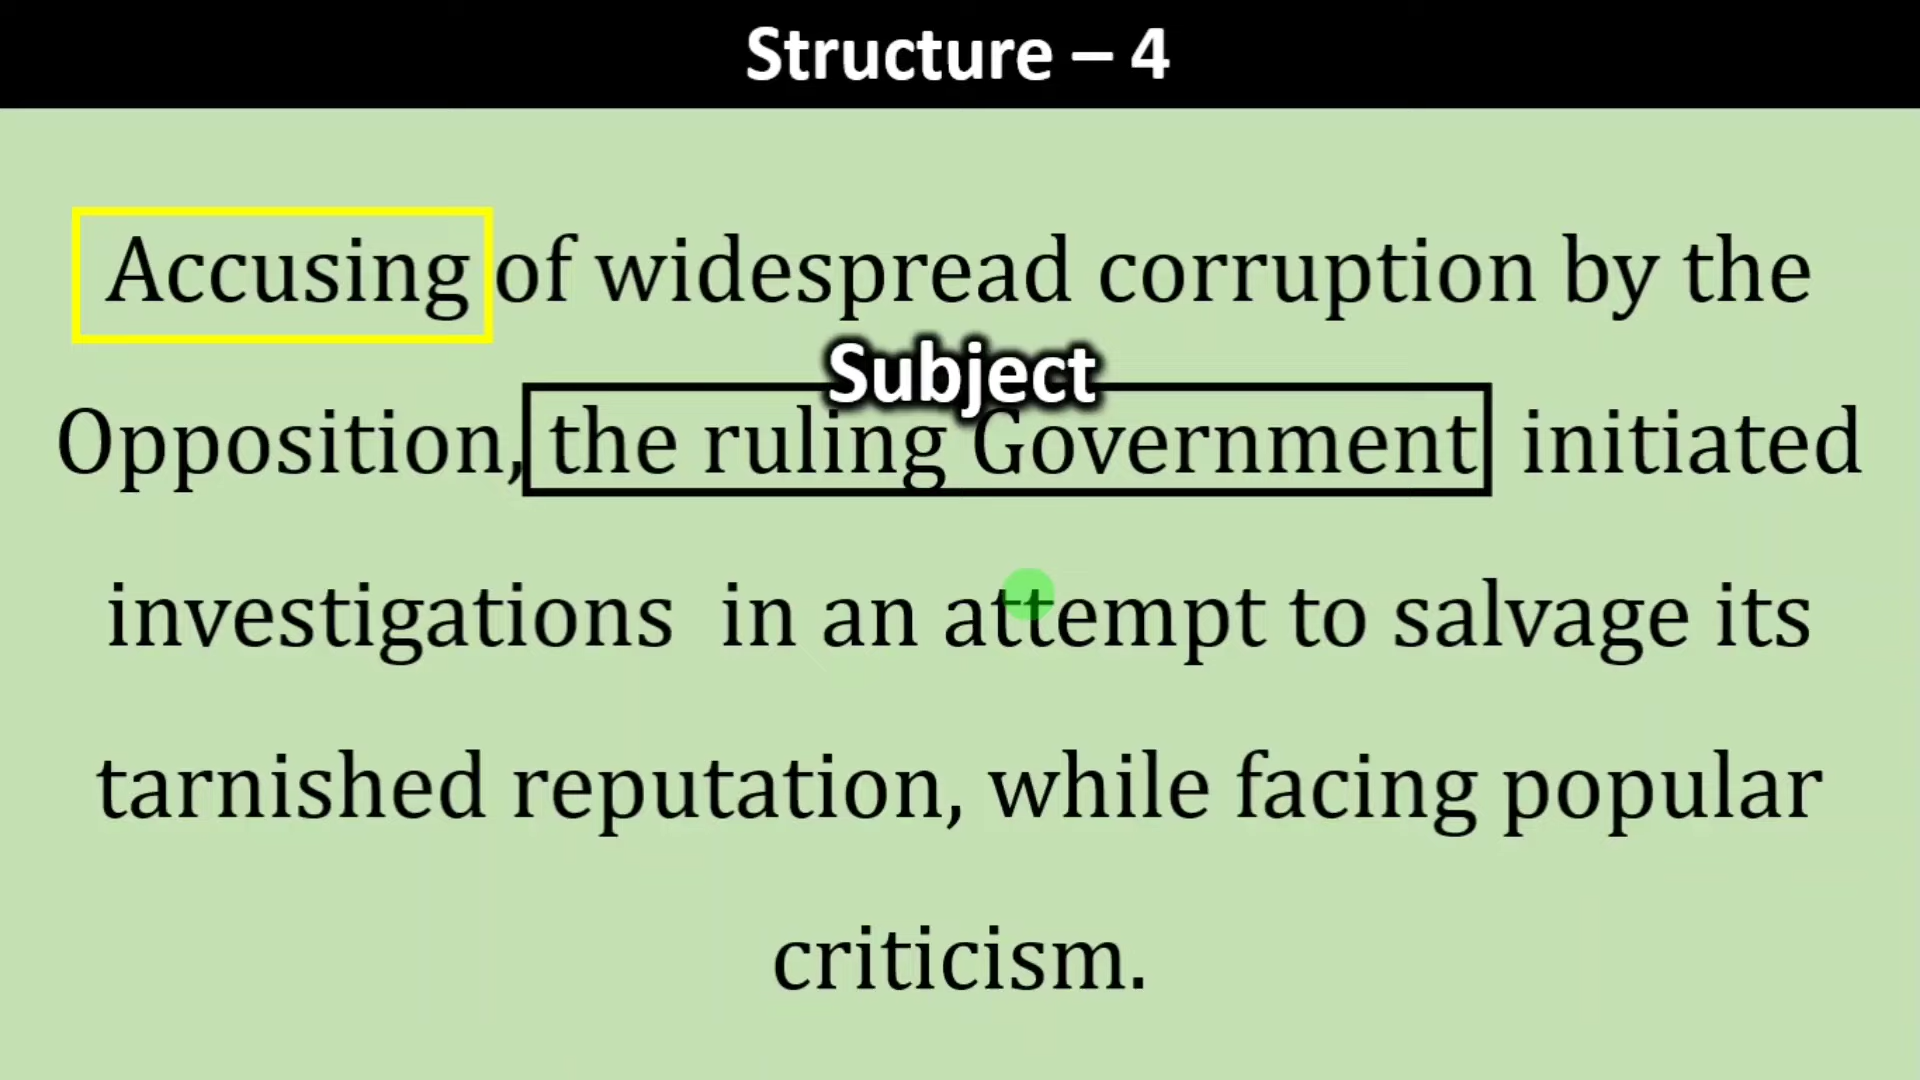 Structure – 4
Accusing of widespread corruption by the
Subject
Opposition, the ruling Government initiated
investigations in an attempt to salvage its
tarnished reputation, while facing popular
criticism.